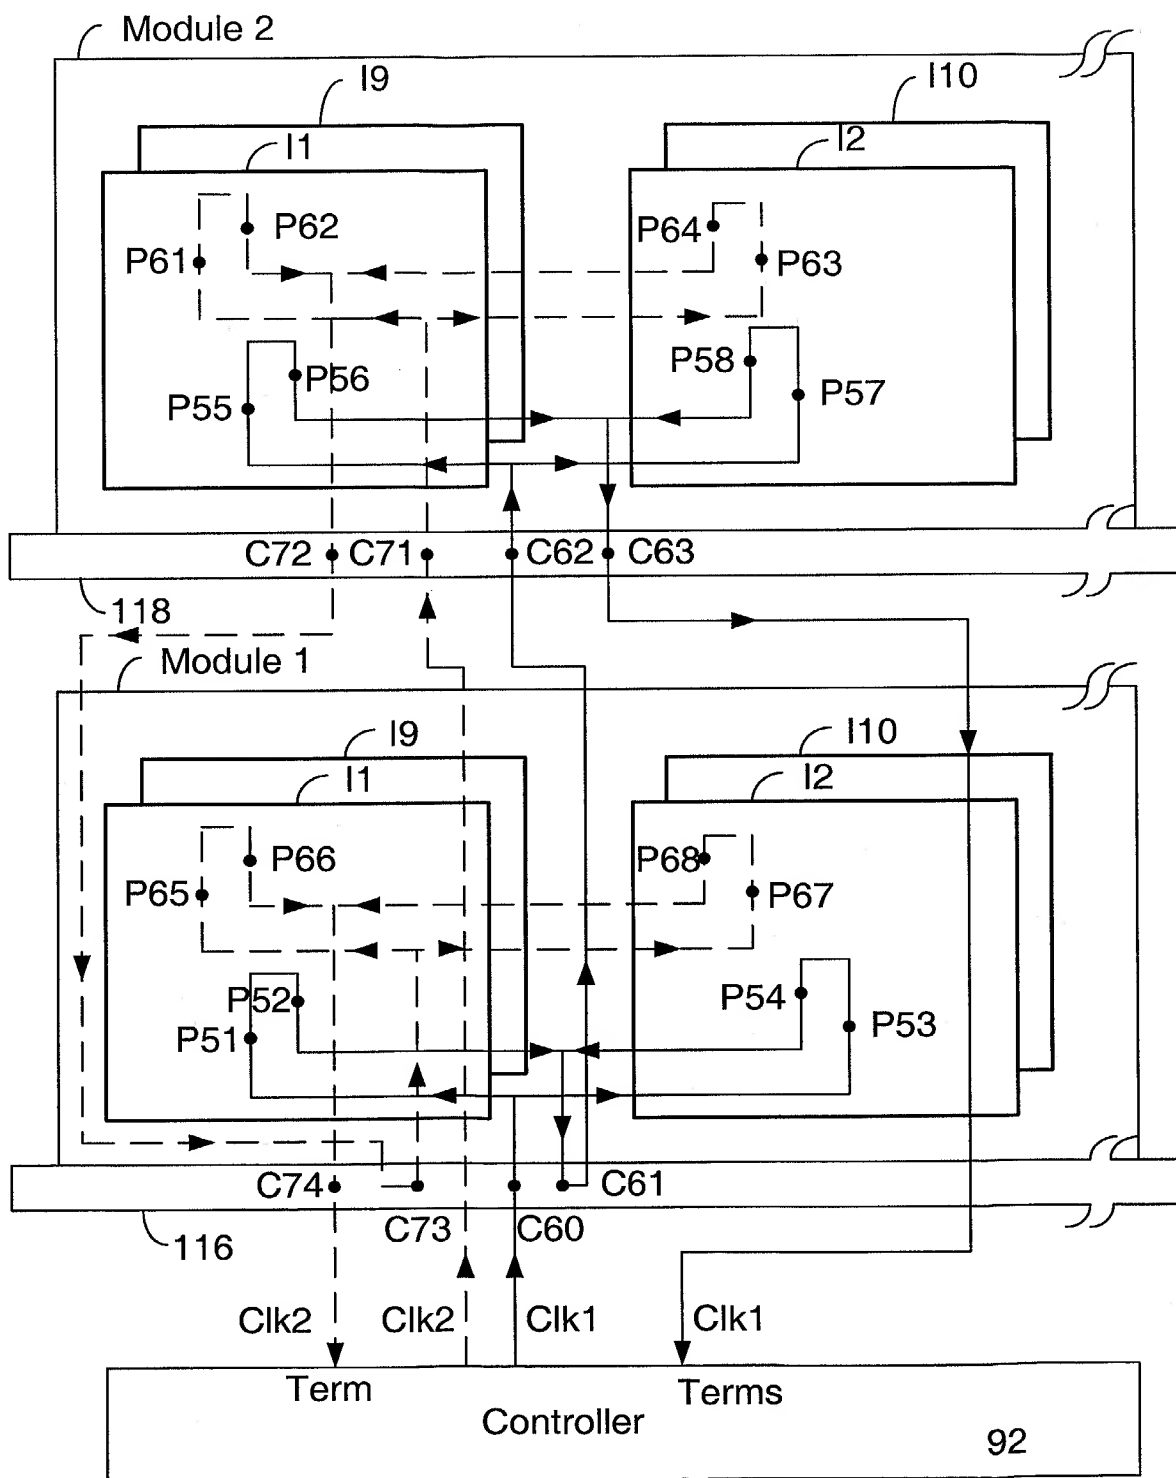 Module 2
I9
I10
I1
I2
P62
P64
P61
P63
P56
P58
P55
P57
C72
C71
C62
C63
118
Module 1
I9
I10
I1
I2
P66
P68
P65
P67
P52
P54
P51
P53
C74
C61
C73
C60
116
Clk2
Clk2
Clk1
Clk1
Term
Terms
Controller
92